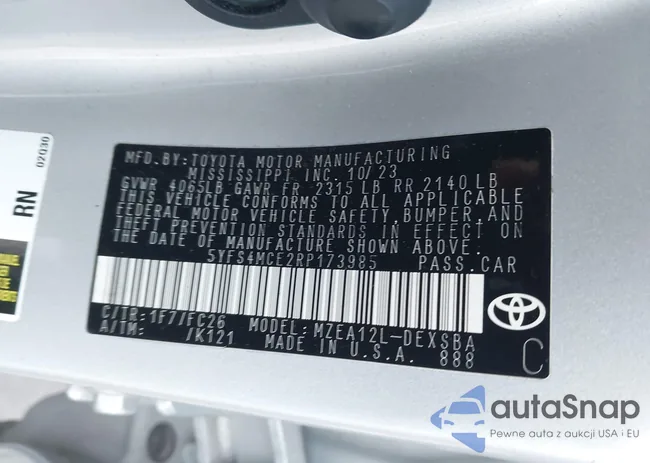 02Q30
RN
MFD.BY: TOYOTA MOTOR MANUFACTURING
MISSISSIPPI, INC. 10/23
GVWR 4065LB GAWR FR 2315 LB RR 2140 LB
THIS VEHICLE CONFORMS TO ALL APPLICABLE
FEDERAL MOTOR VEHICLE SAFETY, BUMPER, AND
THEFT PREVENTION STANDARDS IN EFFECT ON
THE DATE OF MANUFACTURE SHOWN ABOVE.
5YFS4MCE2RP173985 PASS.CAR
C/TR:1F7/FC26 MODEL: MZEA12L-DEXSBA
A/TM: /K121 MADE IN U.S.A. 888
C
autaSnap
Pewne auta z aukcji USA i EU